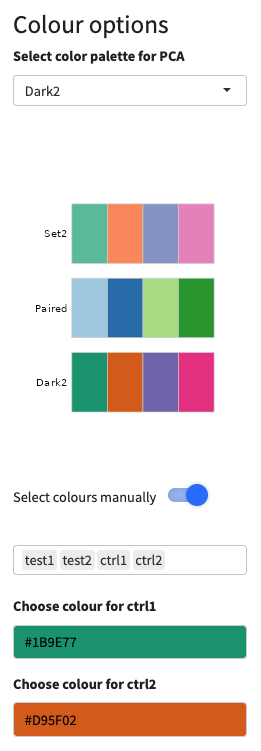 Colour options
Select color palette for PCA
Dark2
Set2
Paired
Dark2
Select colours manually
test1 test2 ctrl1 ctrl2
Choose colour for ctrl1
#1B9E77
Choose colour for ctrl2
#D95F02